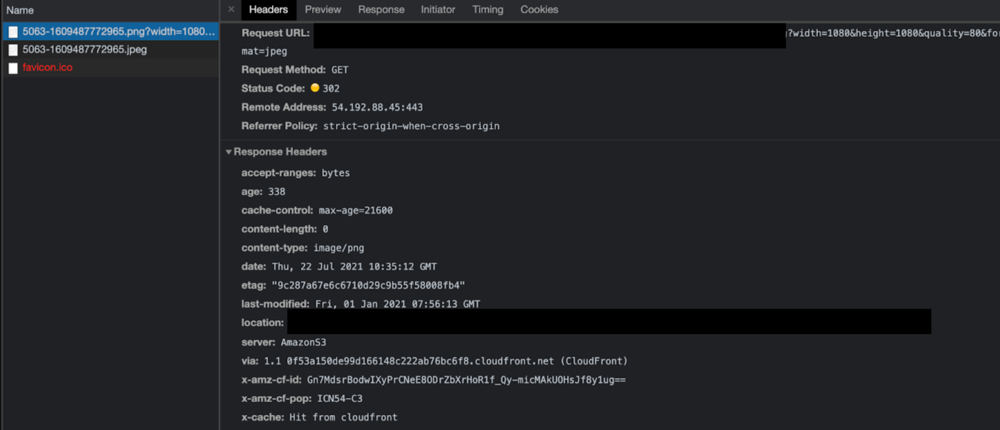 Name
5063-1609487772965.png?width=1080...
5063-1609487772965.jpeg
favicon.ico
× Headers Preview Response Initiator Timing Cookies
Request URL: ?width=1080&height=1080&quality=80&for
mat=jpeg
Request Method: GET
Status Code: 302
Remote Address: 54.192.88.45:443
Referrer Policy: strict-origin-when-cross-origin
▼Response Headers
accept-ranges: bytes
age: 338
cache-control: max-age=21600
content-length: 0
content-type: image/png
date: Thu, 22 Jul 2021 10:35:12 GMT
etag: "9c287a67e6c6710d29c9b55f58008fb4"
last-modified: Fri, 01 Jan 2021 07:56:13 GMT
location:
server: AmazonS3
via: 1.1 0f53a150de99d166148c222ab76bc6f8.cloudfront.net (CloudFront)
x-amz-cf-id: Gn7MdsrBodwIXyPrCNeE8ODrZbXrHoR1f_Qy-micMAkUOHsJf8y1ug==
x-amz-cf-pop: ICN54-C3
x-cache: Hit from cloudfront